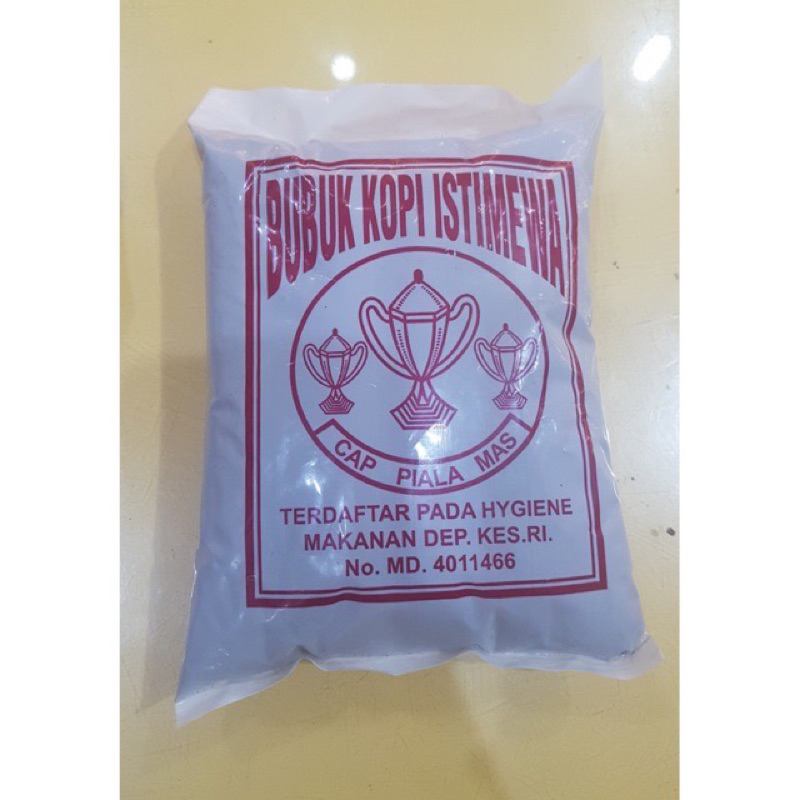 BUBUK KOPI ISTIMEWA
CAP PIALA MAS
TERDAFTAR PADA HYGIENE
MAKANAN DEP. KES.RI.
No. MD. 4011466